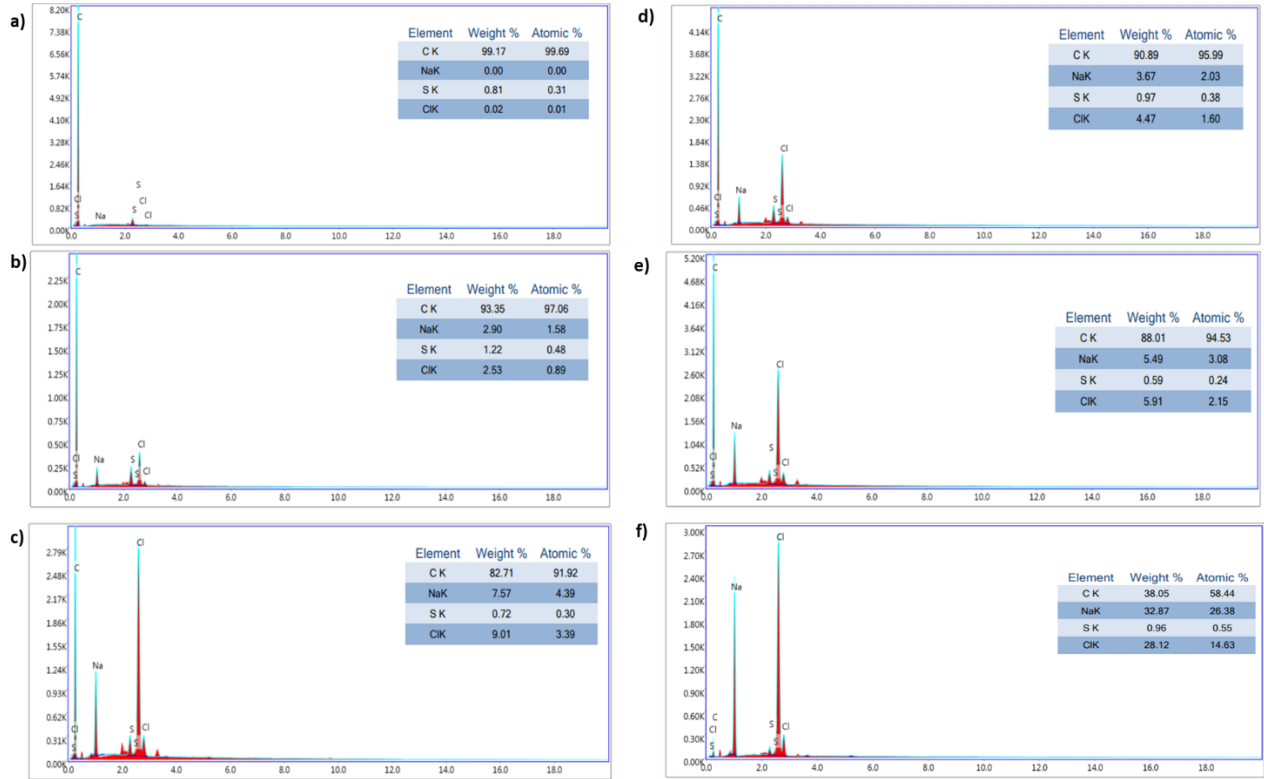 a)
8.20K
7.38K
6.56K
5.74K
4.92K
4.10K
3.28K
2.46K
1.64K
0.82K
0.00K
C
Cl
S
Na
S
S
Cl
Cl
0.0 2.0 4.0 6.0 8.0 10.0 12.0 14.0 16.0 18.0
Element Weight % Atomic %
C K 99.17 99.69
NaK 0.00 0.00
S K 0.81 0.31
ClK 0.02 0.01
b)
2.25K
2.00K
1.75K
1.50K
1.25K
1.00K
0.75K
0.50K
0.25K
0.00K
C
Cl
S
Na
S
S
Cl
Cl
0.0 2.0 4.0 6.0 8.0 10.0 12.0 14.0 16.0 18.0
Element Weight % Atomic %
C K 93.35 97.06
NaK 2.90 1.58
S K 1.22 0.48
ClK 2.53 0.89
c)
2.79K
2.48K
2.17K
1.86K
1.55K
1.24K
0.93K
0.62K
0.31K
0.00K
C
Cl
S
Na
S
S
Cl
Cl
0.0 2.0 4.0 6.0 8.0 10.0 12.0 14.0 16.0 18.0
Element Weight % Atomic %
C K 82.71 91.92
NaK 7.57 4.39
S K 0.72 0.30
ClK 9.01 3.39
d)
4.14K
3.68K
3.22K
2.76K
2.30K
1.84K
1.38K
0.92K
0.46K
0.00K
C
Cl
S
Na
S
S
Cl
Cl
0.0 2.0 4.0 6.0 8.0 10.0 12.0 14.0 16.0 18.0
Element Weight % Atomic %
C K 90.89 95.99
NaK 3.67 2.03
S K 0.97 0.38
ClK 4.47 1.60
e)
5.20K
4.68K
4.16K
3.64K
3.12K
2.60K
2.08K
1.56K
1.04K
0.52K
0.00K
C
Cl
S
Na
S
S
Cl
Cl
0.0 2.0 4.0 6.0 8.0 10.0 12.0 14.0 16.0 18.0
Element Weight % Atomic %
C K 88.01 94.53
NaK 5.49 3.08
S K 0.59 0.24
ClK 5.91 2.15
f)
3.00K
2.70K
2.40K
2.10K
1.80K
1.50K
1.20K
0.90K
0.60K
0.30K
0.00K
C
Cl
S
Na
S
S
Cl
Cl
0.0 2.0 4.0 6.0 8.0 10.0 12.0 14.0 16.0 18.0
Element Weight % Atomic %
C K 38.05 58.44
NaK 32.87 26.38
S K 0.96 0.55
ClK 28.12 14.63